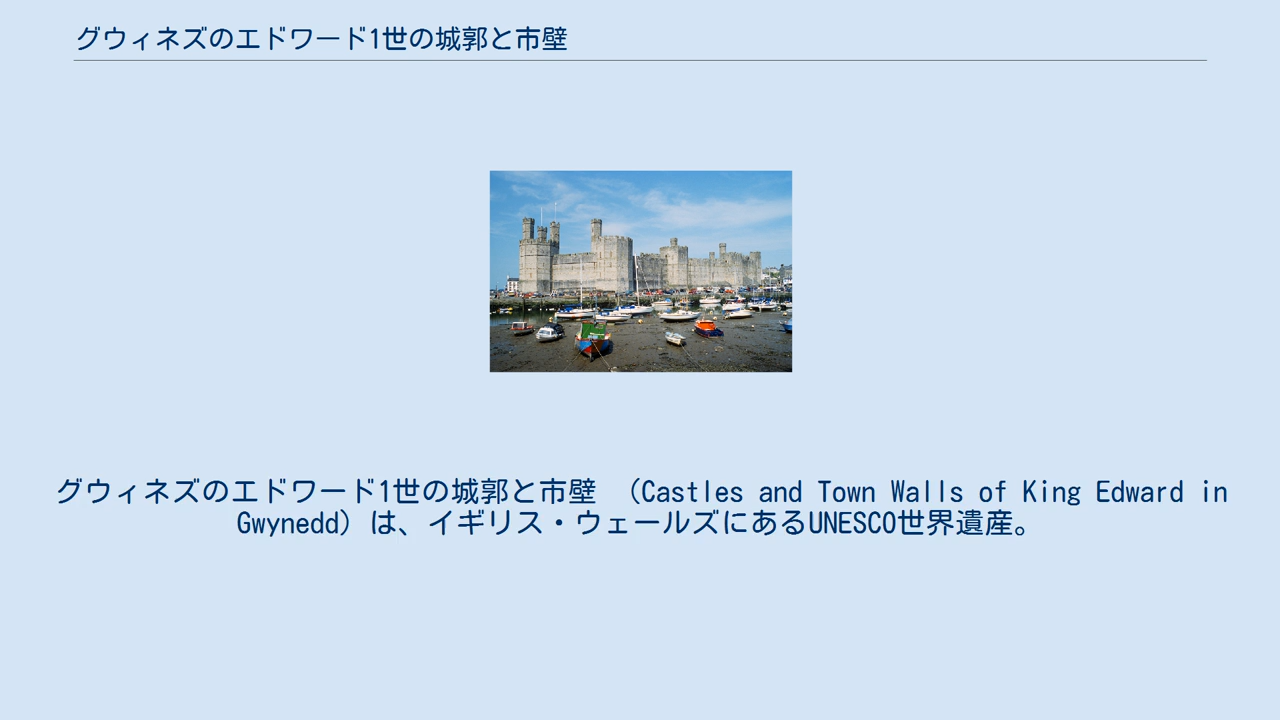 グウィネズのエドワード1世の城郭と市壁
グウィネズのエドワード1世の城郭と市壁 （Castles and Town Walls of King Edward in
Gwynedd）は、イギリス・ウェールズにあるUNESCO世界遺産。